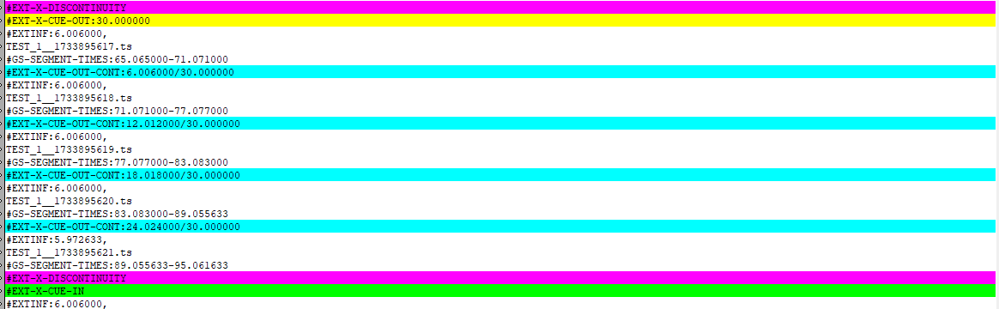 #EXT-X-DISCONTINUITY
#EXT-X-CUE-OUT:30.000000
#EXTINF:6.006000,
TEST_1__1733895617.ts
#GS-SEGMENT-TIMES:65.065000-71.071000
#EXT-X-CUE-OUT-CONT:6.006000/30.000000
#EXTINF:6.006000,
TEST_1__1733895618.ts
#GS-SEGMENT-TIMES:71.071000-77.077000
#EXT-X-CUE-OUT-CONT:12.012000/30.000000
#EXTINF:6.006000,
TEST_1__1733895619.ts
#GS-SEGMENT-TIMES:77.077000-83.083000
#EXT-X-CUE-OUT-CONT:18.018000/30.000000
#EXTINF:6.006000,
TEST_1__1733895620.ts
#GS-SEGMENT-TIMES:83.083000-89.055633
#EXT-X-CUE-OUT-CONT:24.024000/30.000000
#EXTINF:5.972633,
TEST_1__1733895621.ts
#GS-SEGMENT-TIMES:89.055633-95.061633
#EXT-X-DISCONTINUITY
#EXT-X-CUE-IN
#EXTINF:6.006000,